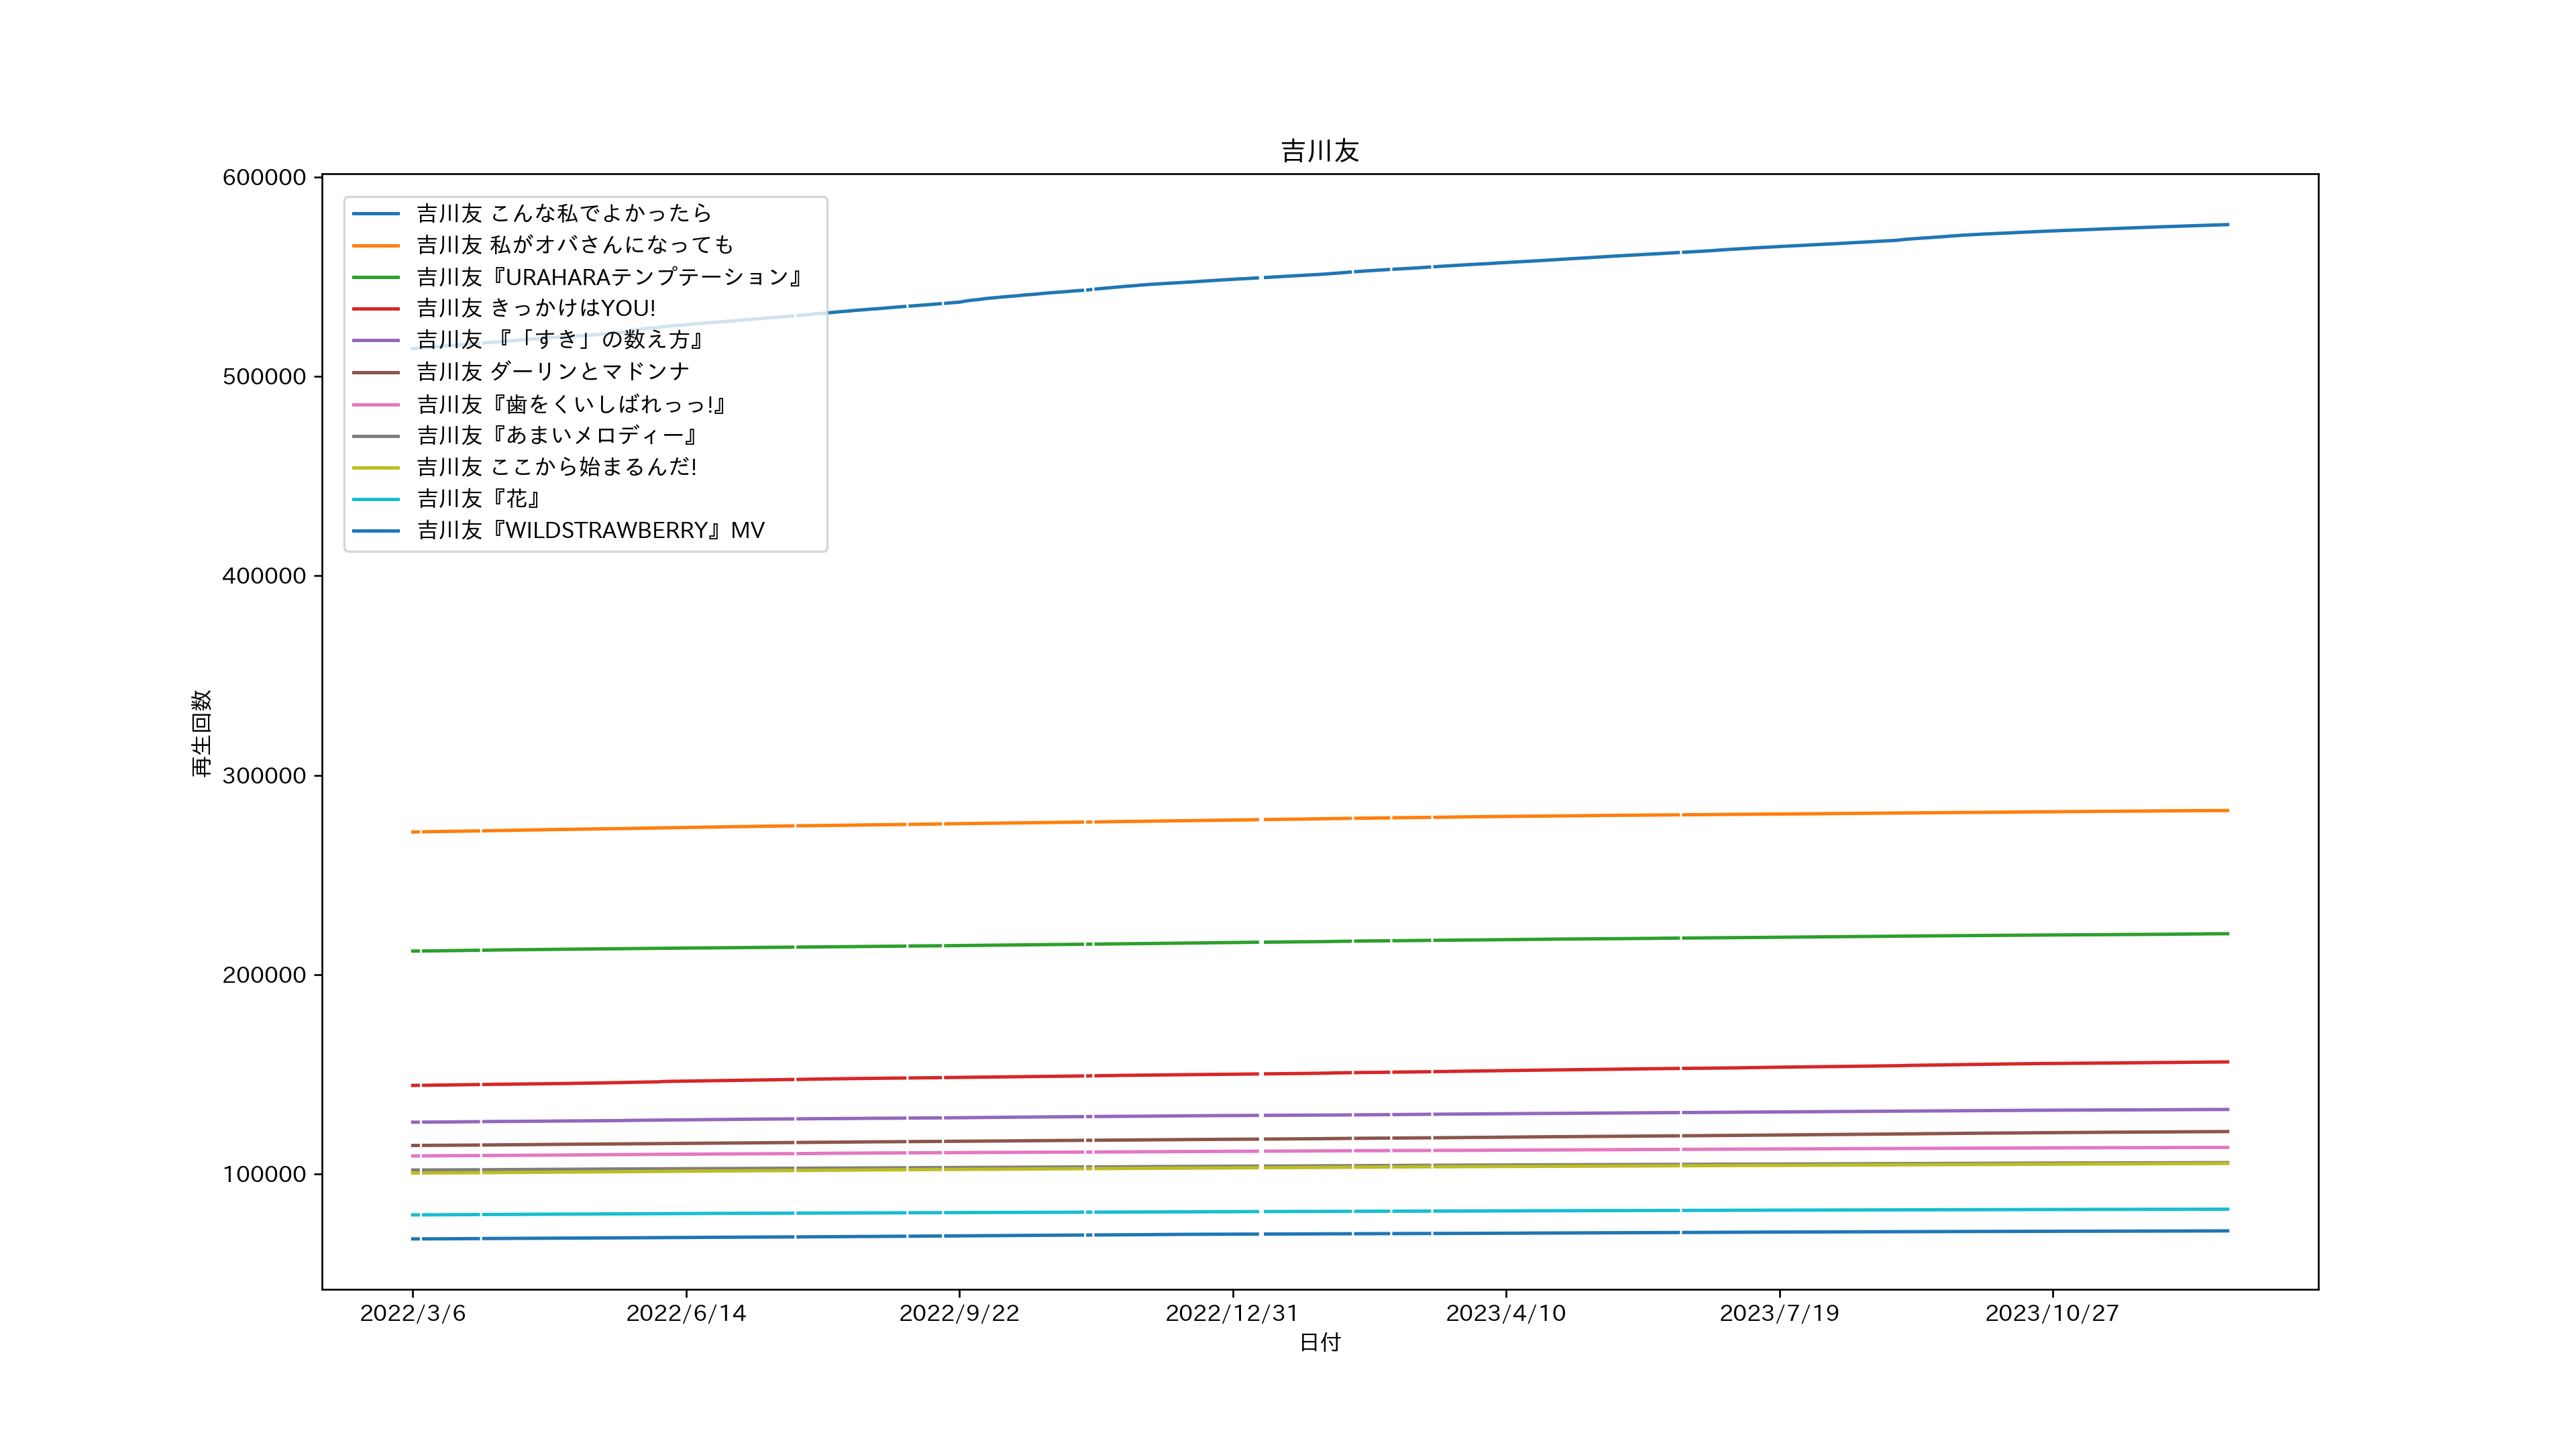 吉川友
600000
500000
400000
300000
200000
100000
再生回数
吉川友 こんな私でよかったら
吉川友 私がオバさんになっても
吉川友『URAHARAテンプテーション』
吉川友 きっかけはYOU!
吉川友 『「すき」の数え方』
吉川友 ダーリンとマドンナ
吉川友『歯をくいしばれっっ!』
吉川友『あまいメロディー』
吉川友 ここから始まるんだ!
吉川友『花』
吉川友『WILDSTRAWBERRY』MV
2022/3/6 2022/6/14 2022/9/22 2022/12/31 2023/4/10 2023/7/19 2023/10/27
日付